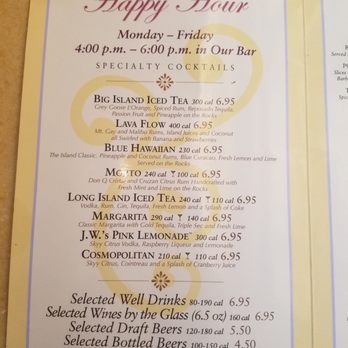 Happy Hour
Monday – Friday
4:00 p.m. – 6:00 p.m. in Our Bar
SPECIALTY COCKTAILS
BIG ISLAND ICED TEA 300 cal 6.95
Grey Goose L'Orange, Spiced Rum, Reposado Tequila,
Passion Fruit and Pineapple on the Rocks
LAVA FLOW 400 cal 6.95
Mt. Gay and Malibu Rums, Island Juices and Coconut
all Swirled with Banana and Strawberries
BLUE HAWAIIAN 230 cal 6.95
The Island Classic. Pineapple and Coconut Rums, Blue Curacao, Fresh Lemon and Lime
Served on the Rocks
MOJITO 240 cal 100 cal 6.95
Don Q Cristal and Cruzan Citrus Rum Handcrafted with
Fresh Mint and Lime on the Rocks
LONG ISLAND ICED TEA 240 cal 110 cal 6.95
Vodka, Rum, Gin, Tequila, Fresh Lemon and a Splash of Coke
MARGARITA 290 cal 140 cal 6.95
Classic Margarita with Gold Tequila, Triple Sec and Fresh Lime
J.W.'S PINK LEMONADE 300 cal 6.95
Skyy Citrus Vodka, Raspberry Liqueur and Lemonade
COSMOPOLITAN 210 cal 110 cal 6.95
Skyy Citrus, Cointreau and a Splash of Cranberry Juice
Selected Well Drinks 80-190 cal 6.95
Selected Wines by the Glass (6.5 oz) 160 cal 6.95
Selected Draft Beers 120-180 cal 5.50
Selected Bottled Beers 100-150 cal 4.50